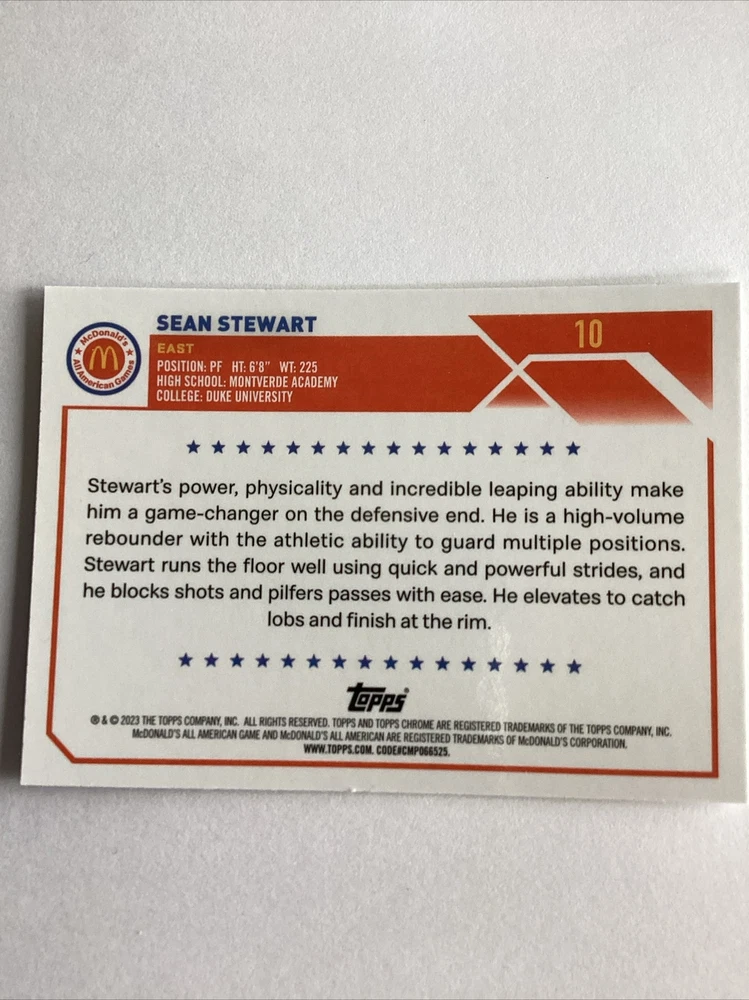 McDonald's
All American Games
SEAN STEWART
10
EAST
POSITION: PF HT: 6'8" WT: 225
HIGH SCHOOL: MONTVERDE ACADEMY
COLLEGE: DUKE UNIVERSITY
Stewart's power, physicality and incredible leaping ability make
him a game-changer on the defensive end. He is a high-volume
rebounder with the athletic ability to guard multiple positions.
Stewart runs the floor well using quick and powerful strides, and
he blocks shots and pilfers passes with ease. He elevates to catch
lobs and finish at the rim.
Topps®
® & © 2023 THE TOPPS COMPANY, INC. ALL RIGHTS RESERVED. TOPPS AND TOPPS CHROME ARE REGISTERED TRADEMARKS OF THE TOPPS COMPANY, INC.
McDONALD'S ALL AMERICAN GAME AND McDONALD'S ALL AMERICAN ARE REGISTERED TRADEMARKS OF McDONALD'S CORPORATION.
WWW.TOPPS.COM. CODE#CMP066525.